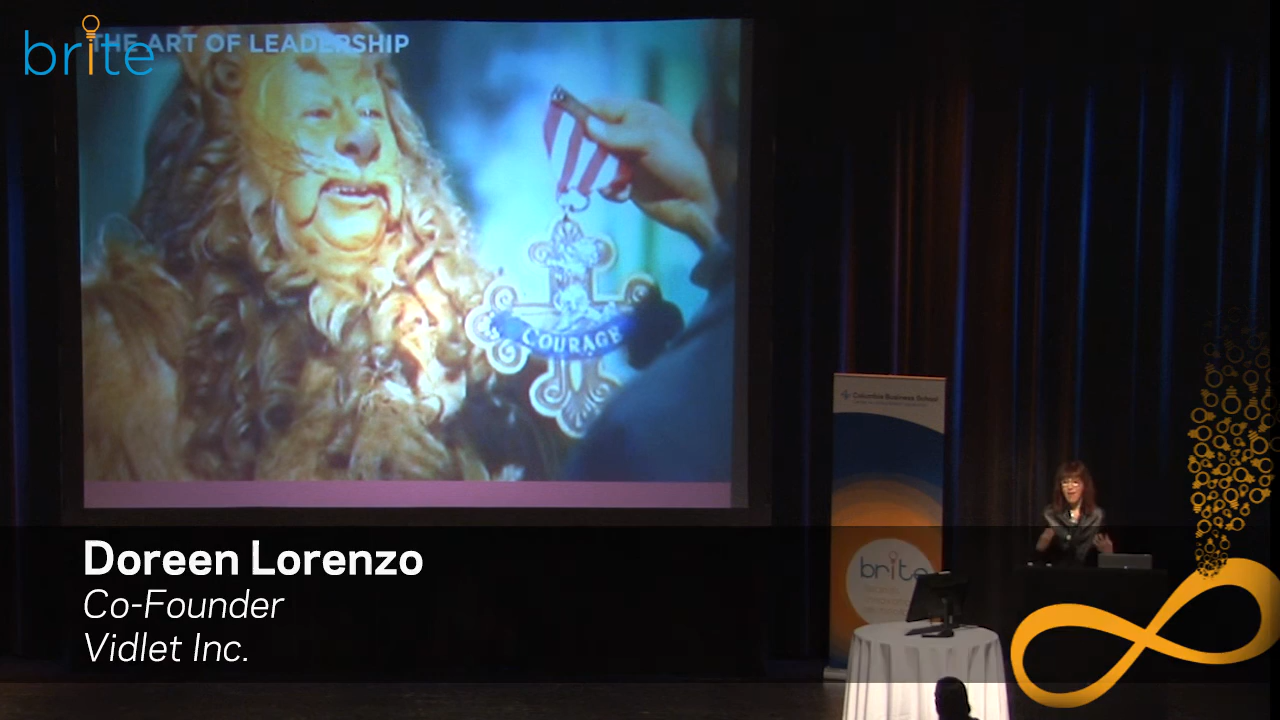 brite
THE ART OF LEADERSHIP
COURAGE
Columbia Business School
brite
Doreen Lorenzo
Co-Founder
Vidlet Inc.